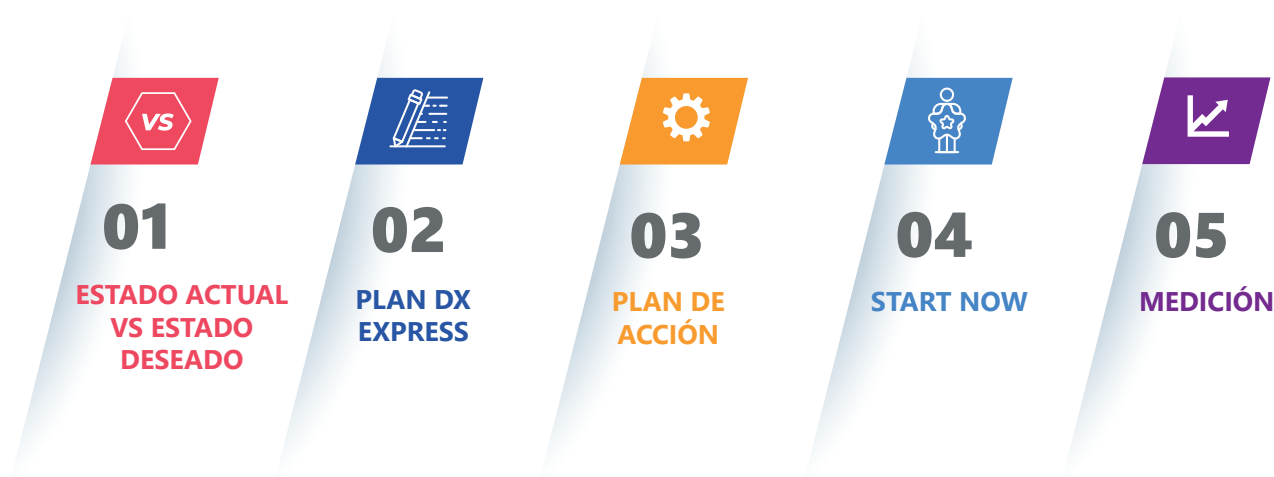 VS
01
ESTADO ACTUAL
VS ESTADO
DESEADO
02
PLAN DX
EXPRESS
03
PLAN DE
ACCIÓN
04
START NOW
05
MEDICIÓN